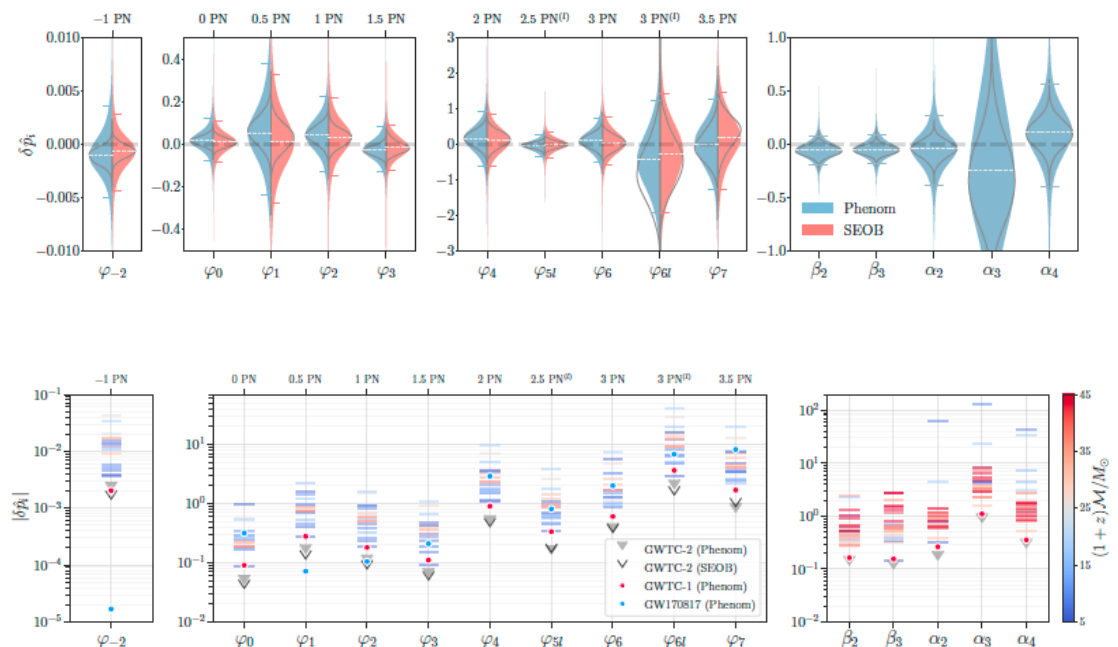 −1 PN 0 PN 0.5 PN 1 PN 1.5 PN 2 PN 2.5 PN(l) 3 PN 3 PN(l) 3.5 PN
δp̂i
0.010 0.005 0.000 −0.005 −0.010
0.4 0.2 0.0 −0.2 −0.4
3 2 1 0 −1 −2 −3
1.0 0.5 0.0 −0.5 −1.0
Phenom
SEOB
φ−2 φ0 φ1 φ2 φ3 φ4 φ5l φ6 φ6l φ7 β2 β3 α2 α3 α4
−1 PN 0 PN 0.5 PN 1 PN 1.5 PN 2 PN 2.5 PN(l) 3 PN 3 PN(l) 3.5 PN
|δp̂i|
10−1 10−2 10−3 10−4 10−5
101 100 10−1 10−2
102 101 100 10−1 10−2
GWTC-2 (Phenom)
GWTC-2 (SEOB)
GWTC-1 (Phenom)
GW170817 (Phenom)
45 35 25 15 5
(1 + z)M/M⊙
φ−2 φ0 φ1 φ2 φ3 φ4 φ5l φ6 φ6l φ7 β2 β3 α2 α3 α4